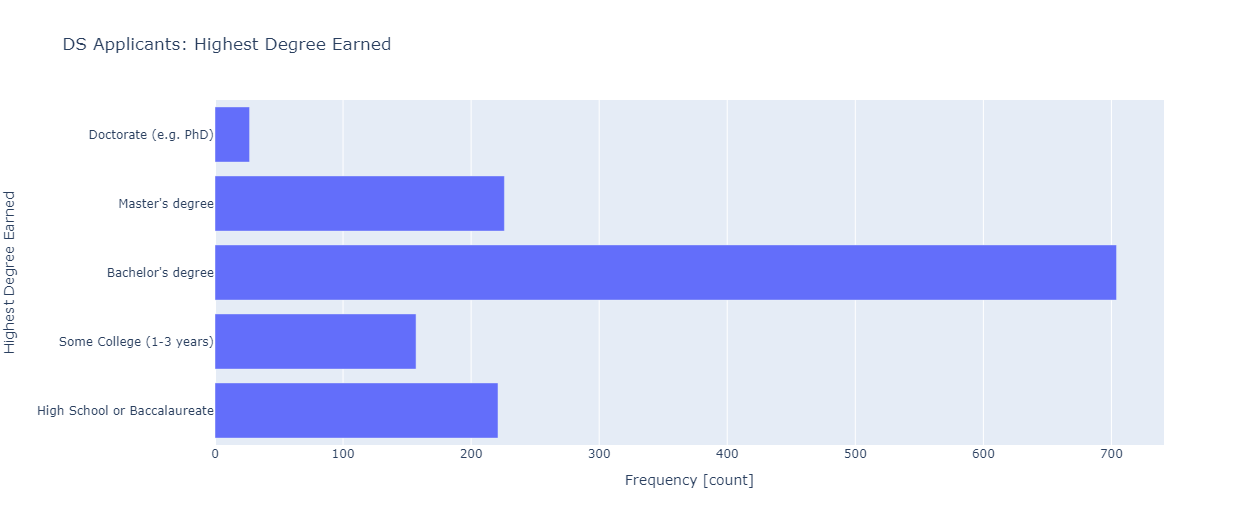 DS Applicants: Highest Degree Earned
Highest Degree Earned
Doctorate (e.g. PhD)
Master's degree
Bachelor's degree
Some College (1-3 years)
High School or Baccalaureate
0 100 200 300 400 500 600 700
Frequency [count]